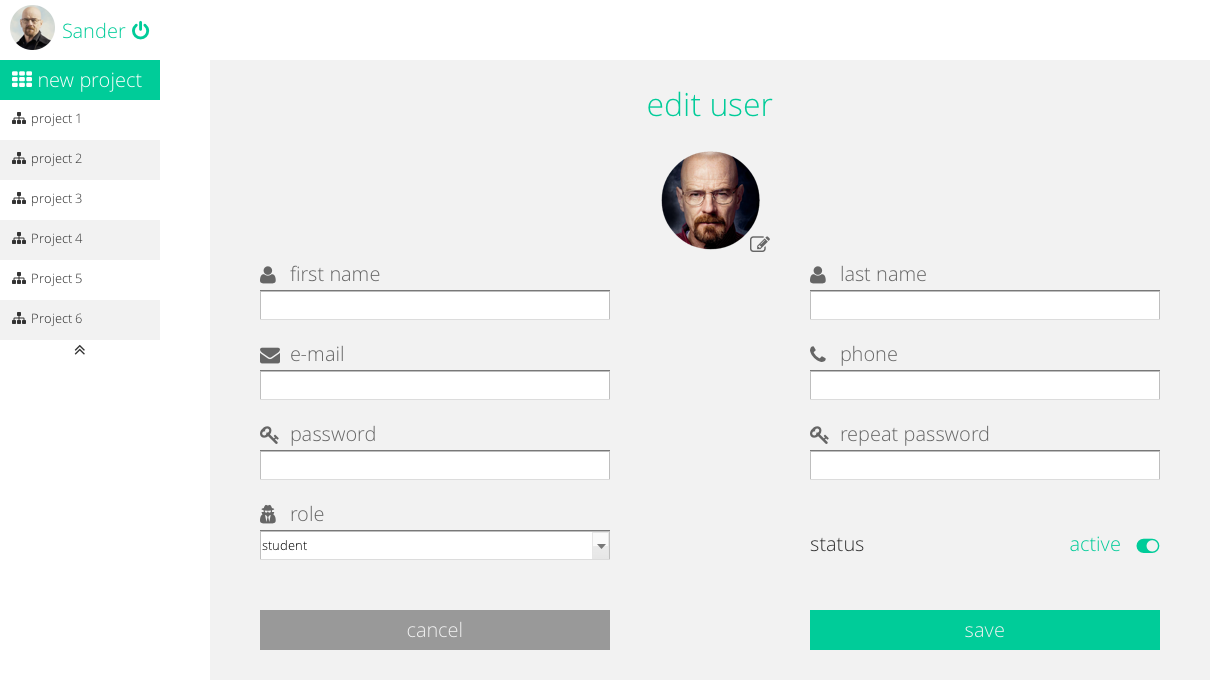 Sander
new project
project 1
project 2
project 3
Project 4
Project 5
Project 6
edit user
first name
last name
e-mail
phone
password
repeat password
role
student
status
active
cancel
save